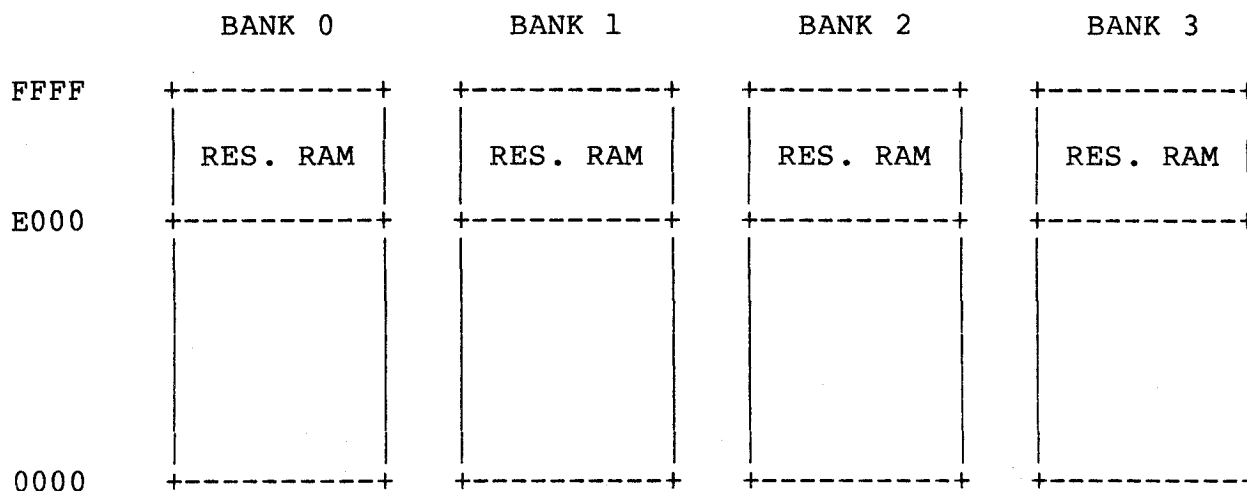 BANK 0 BANK 1 BANK 2 BANK 3
FFFF
RES. RAM RES. RAM RES. RAM RES. RAM
E000
0000